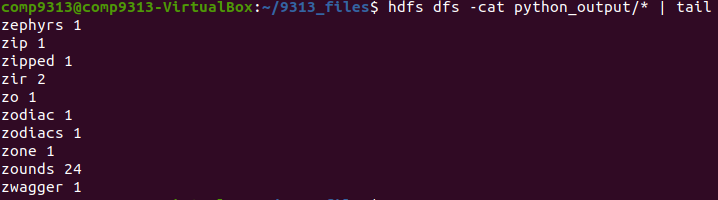 comp9313@comp9313-VirtualBox:~/9313_files$ hdfs dfs -cat python_output/* | tail
zephyrs 1
zip 1
zipped 1
zir 2
zo 1
zodiac 1
zodiacs 1
zone 1
zounds 24
zwagger 1